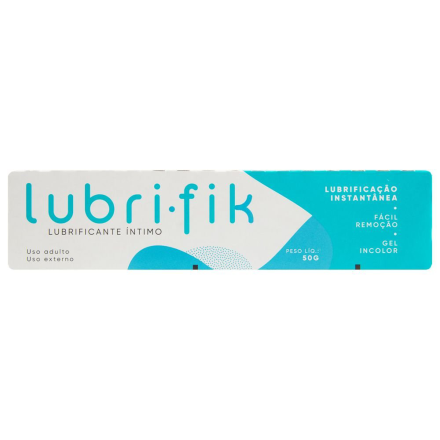 lubri·fik
LUBRIFICANTE ÍNTIMO
Uso adulto
Uso externo
PESO LÍQ./
50G
LUBRIFICAÇÃO
INSTANTÂNEA
FÁCIL
REMOÇÃO
GEL
INCOLOR